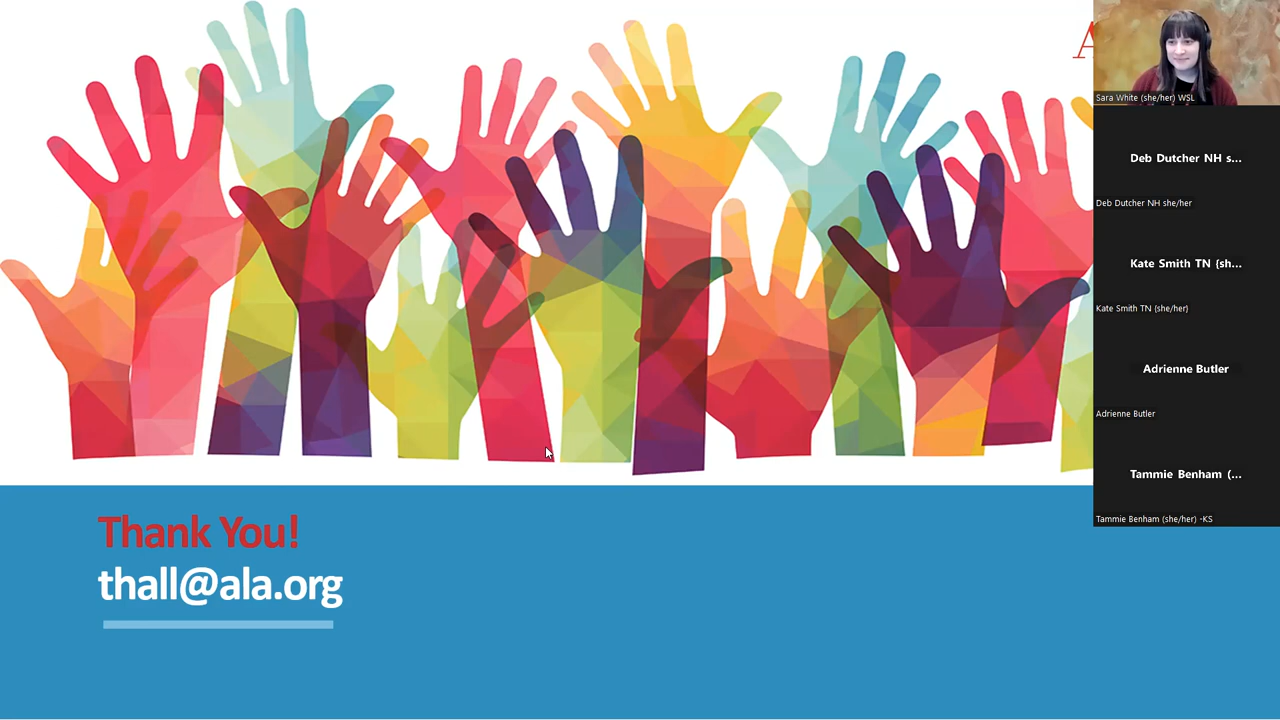 A
Sara White (she/her) WSL
Deb Dutcher NH s...
Deb Dutcher NH she/her
Kate Smith TN (sh...
Kate Smith TN (she/her)
Adrienne Butler
Adrienne Butler
Tammie Benham (...
Tammie Benham (she/her) -KS
Thank You!
thall@ala.org